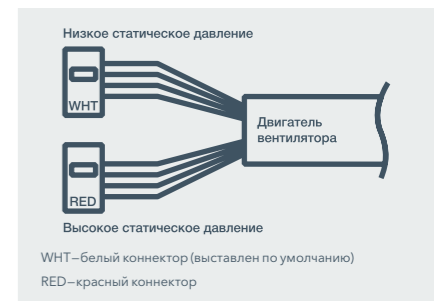 Низкое статическое давление
WHT
Двигатель
вентилятора
RED
Высокое статическое давление
WHT–белый коннектор (выставлен по умолчанию)
RED–красный коннектор